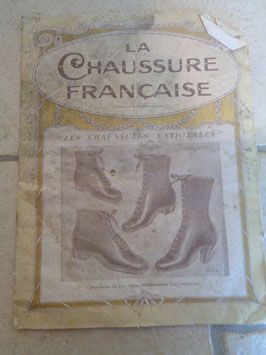 LA
CHAUSSURE
FRANÇAISE
"LES CHAUSSURES NATIONALES"